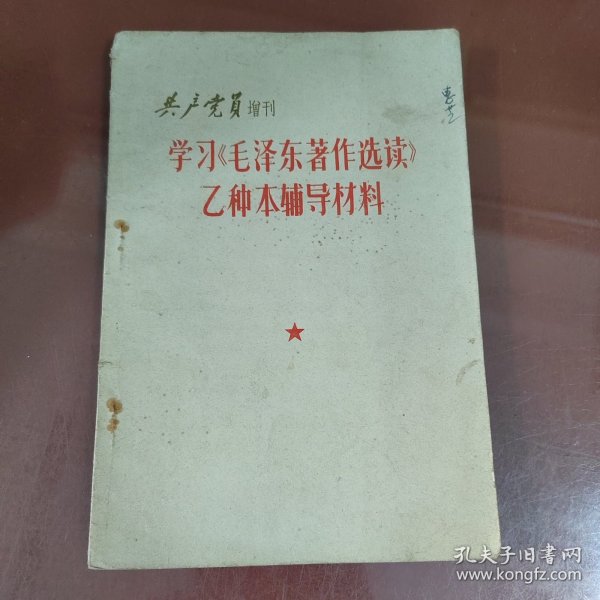 共产党员 增刊
学习《毛泽东著作选读》
乙种本辅导材料
孔夫子旧书网
www.kongfz.com